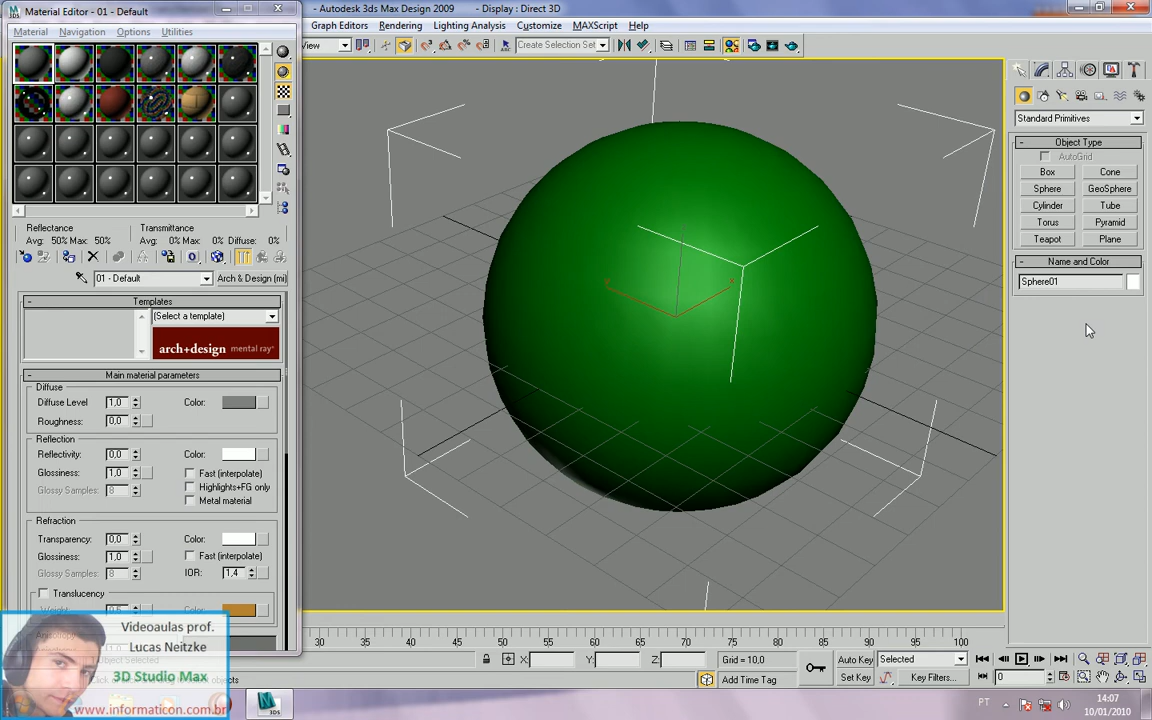 Material Editor - 01 - Default
- Autodesk 3ds Max Design 2009 - Display : Direct 3D
Material Navigation Options Utilities
Graph Editors Rendering Lighting Analysis Customize MAXScript Help
View
Create Selection Set
Standard Primitives
- Object Type
AutoGrid
Box Cone
Sphere GeoSphere
Cylinder Tube
Torus Pyramid
Teapot Plane
- Name and Color
Sphere01
Reflectance Transmittance
Avg: 50% Max: 50% Avg: 0% Max: 0% Diffuse: 0%
01 - Default Arch & Design (mi)
- Templates
(Select a template)
arch+design mental ray
- Main material parameters
Diffuse
Diffuse Level 1,0 Color:
Roughness: 0,0
Reflection
Reflectivity: 0,0 Color:
Glossiness: 1,0 Fast (interpolate)
Glossy Samples: 8 Highlights+FG only
Metal material
Refraction
Transparency: 0,0 Color:
Glossiness: 1,0 Fast (interpolate)
Glossy Samples: 8 IOR: 1,4
Translucency
Videoaulas prof.
Lucas Neitzke
3D Studio Max
www.informaticon.com.br
30 35 40 45 50 55 60 65 70 75 80 85 90 95 100
X: Y: Z: Grid = 10,0
Add Time Tag
Auto Key Selected
Set Key Key Filters...
0
PT
14:07
10/01/2010